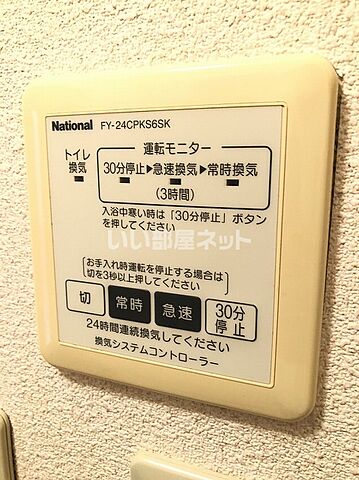 National FY-24CPKS6SK
運転モニター
トイレ換気
30分停止▶急速換気▶常時換気
(3時間)
入浴中寒い時は「30分停止」ボタン
を押してください
いい部屋ネット
お手入れ時運転を停止する場合は
切を3秒以上押してください
切 常時 急速 30分停止
24時間連続換気してください
換気システムコントローラー